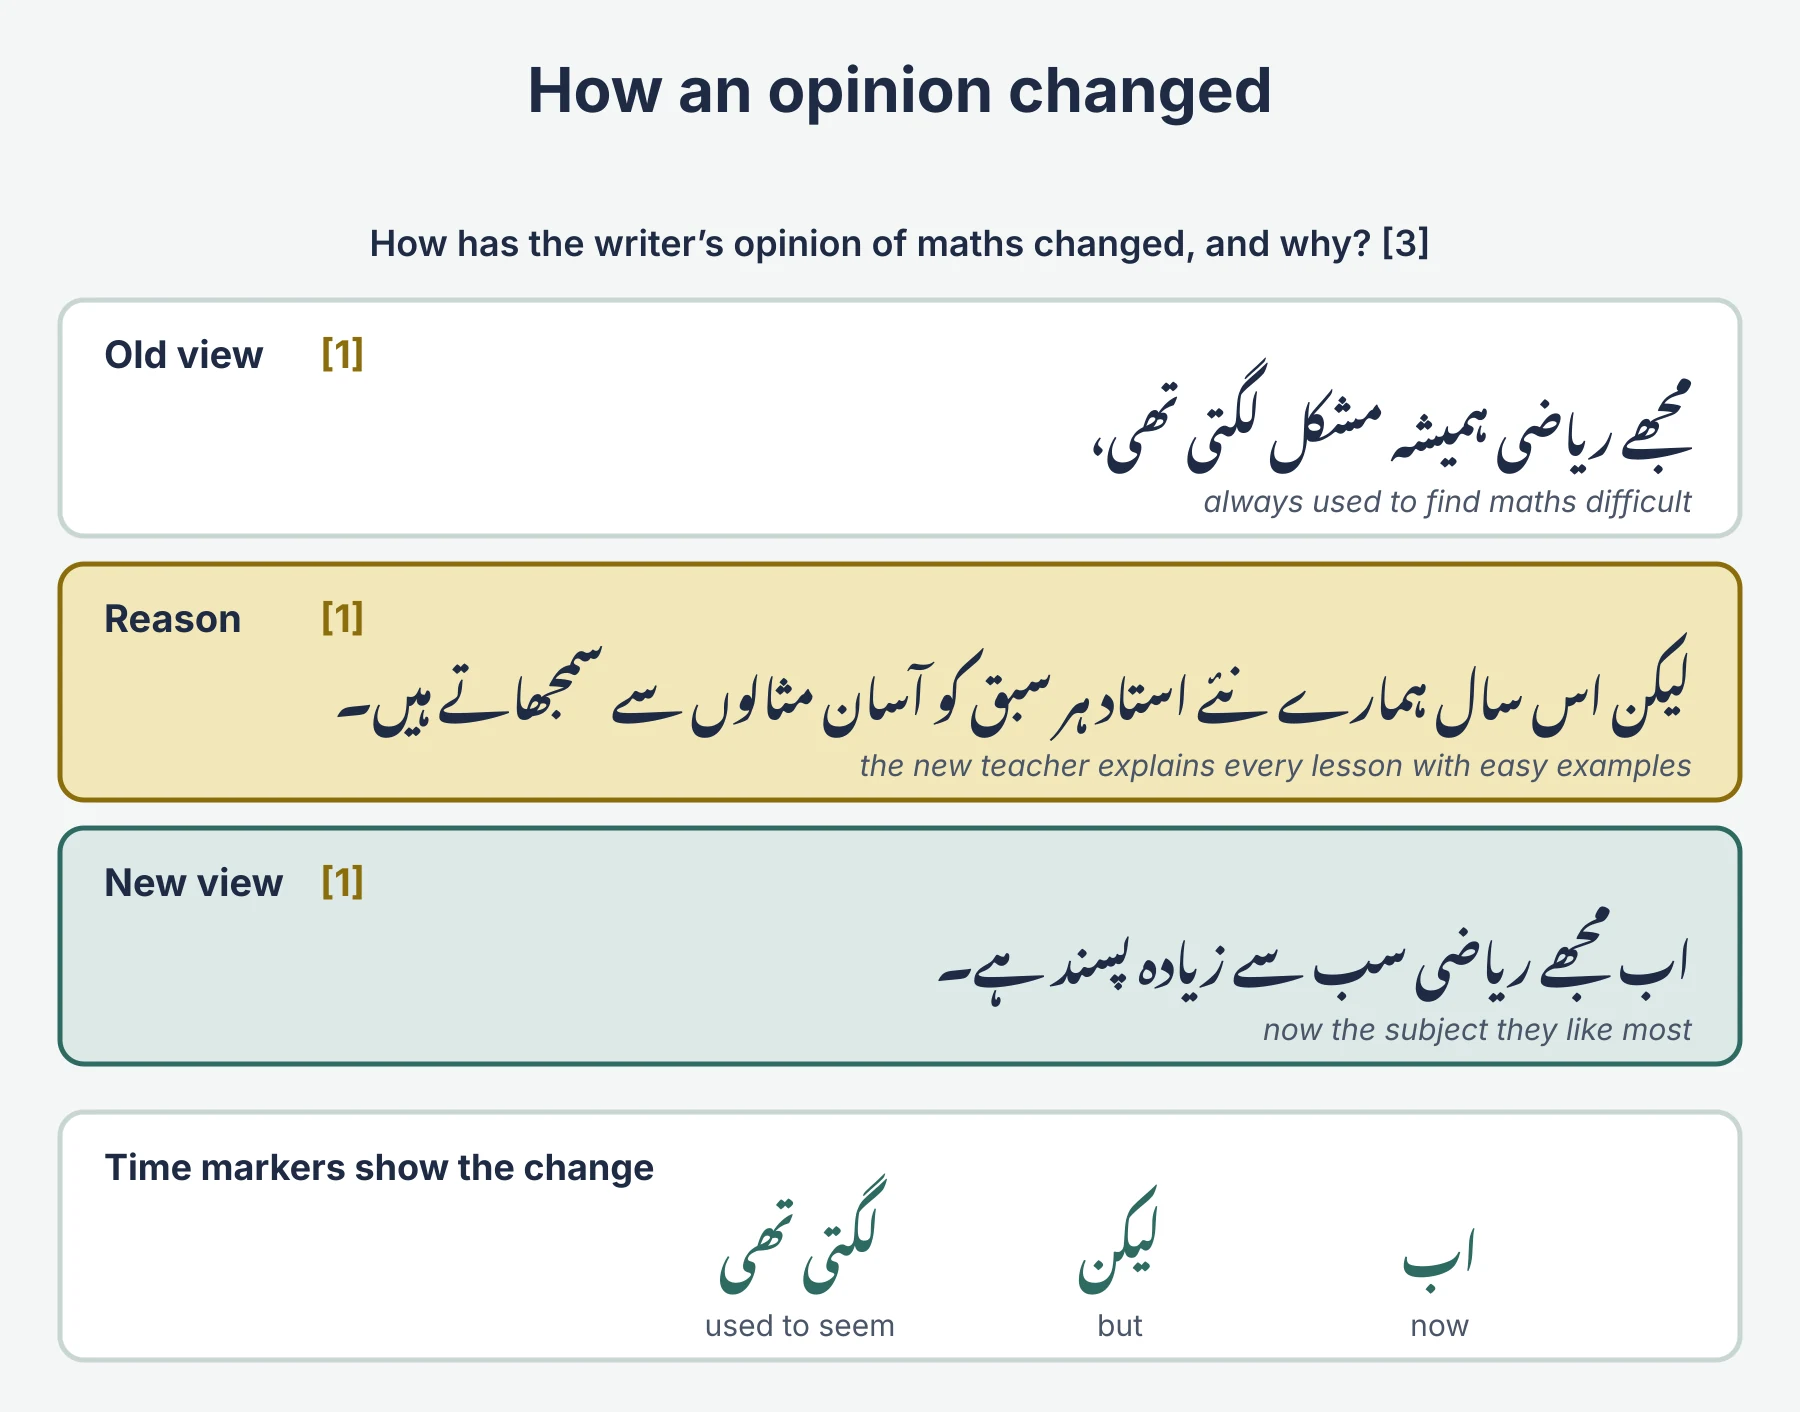 How an opinion changed
How has the writer’s opinion of maths changed, and why? [3]
Old view [1]
مجھے ریاضی ہمیشہ مشکل لگتی تھی،
always used to find maths difficult
Reason [1]
لیکن اس سال ہمارے نئے استاد ہر سبق کو آسان مثالوں سے سمجھاتے ہیں۔
the new teacher explains every lesson with easy examples
New view [1]
اب مجھے ریاضی سب سے زیادہ پسند ہے۔
now the subject they like most
Time markers show the change
لگتی تھی لیکن اب
used to seem but now